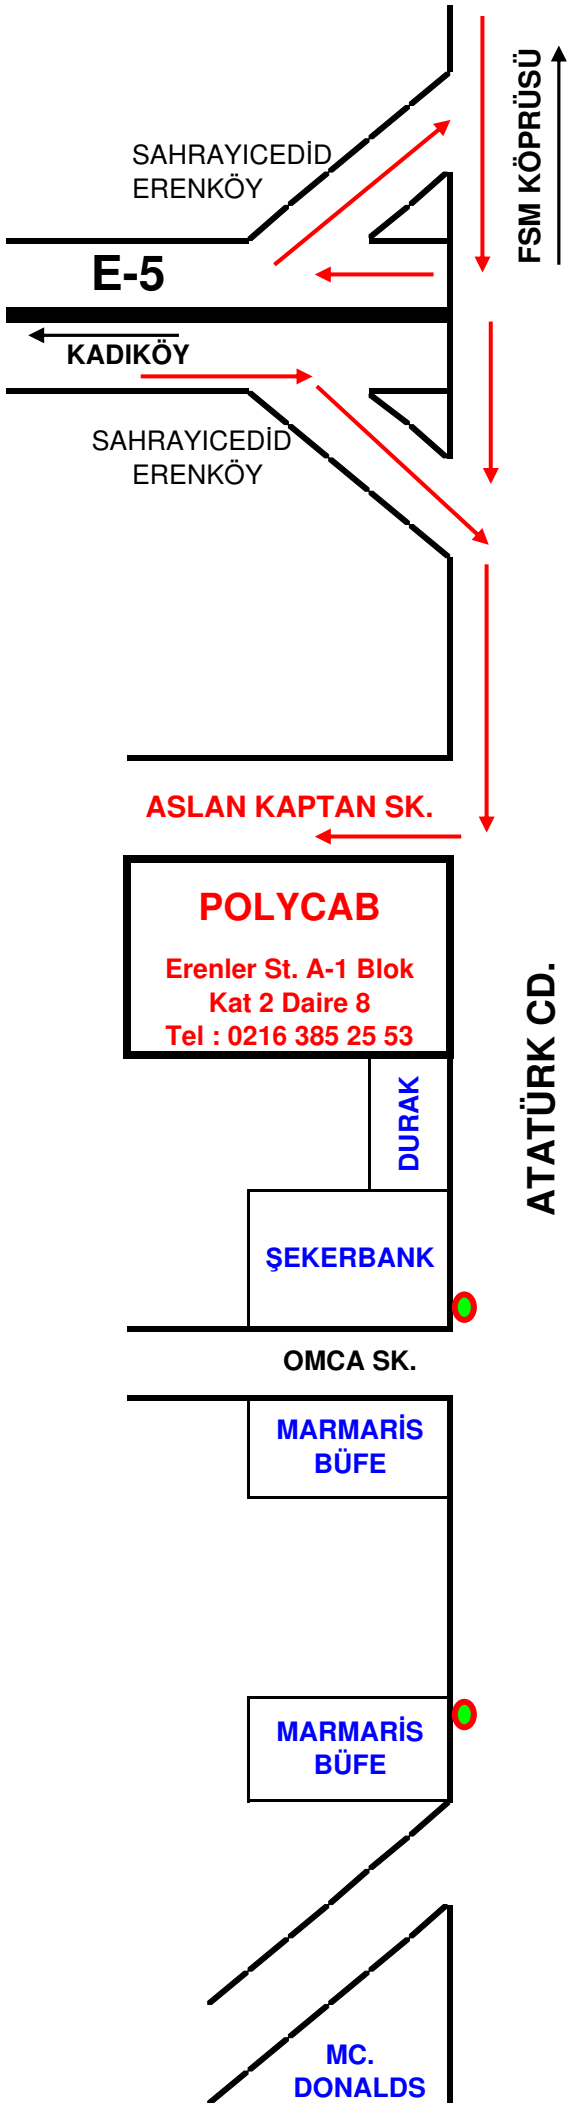 FSM KÖPRÜSÜ
SAHRAYICEDİD
ERENKÖY
E-5
KADIKÖY
SAHRAYICEDİD
ERENKÖY
ASLAN KAPTAN SK.
POLYCAB
Erenler St. A-1 Blok
Kat 2 Daire 8
Tel : 0216 385 25 53
ATATÜRK CD.
DURAK
ŞEKERBANK
OMCA SK.
MARMARİS
BÜFE
MARMARİS
BÜFE
MC.
DONALDS